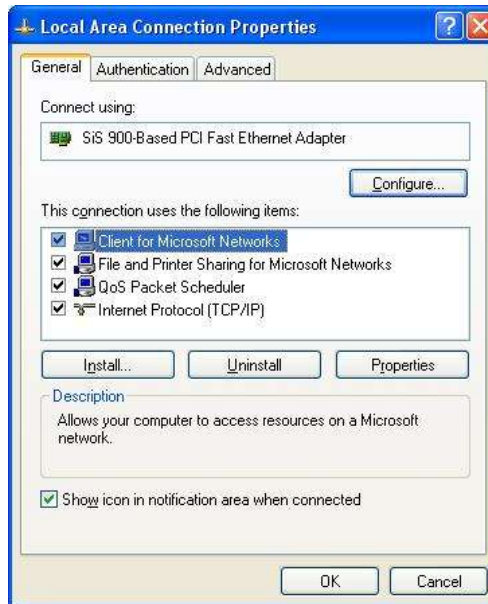 Local Area Connection Properties
General Authentication Advanced
Connect using:
SiS 900-Based PCI Fast Ethernet Adapter
Configure...
This connection uses the following items:
Client for Microsoft Networks
File and Printer Sharing for Microsoft Networks
QoS Packet Scheduler
Internet Protocol (TCP/IP)
Install... Uninstall Properties
Description
Allows your computer to access resources on a Microsoft
network.
Show icon in notification area when connected
OK Cancel